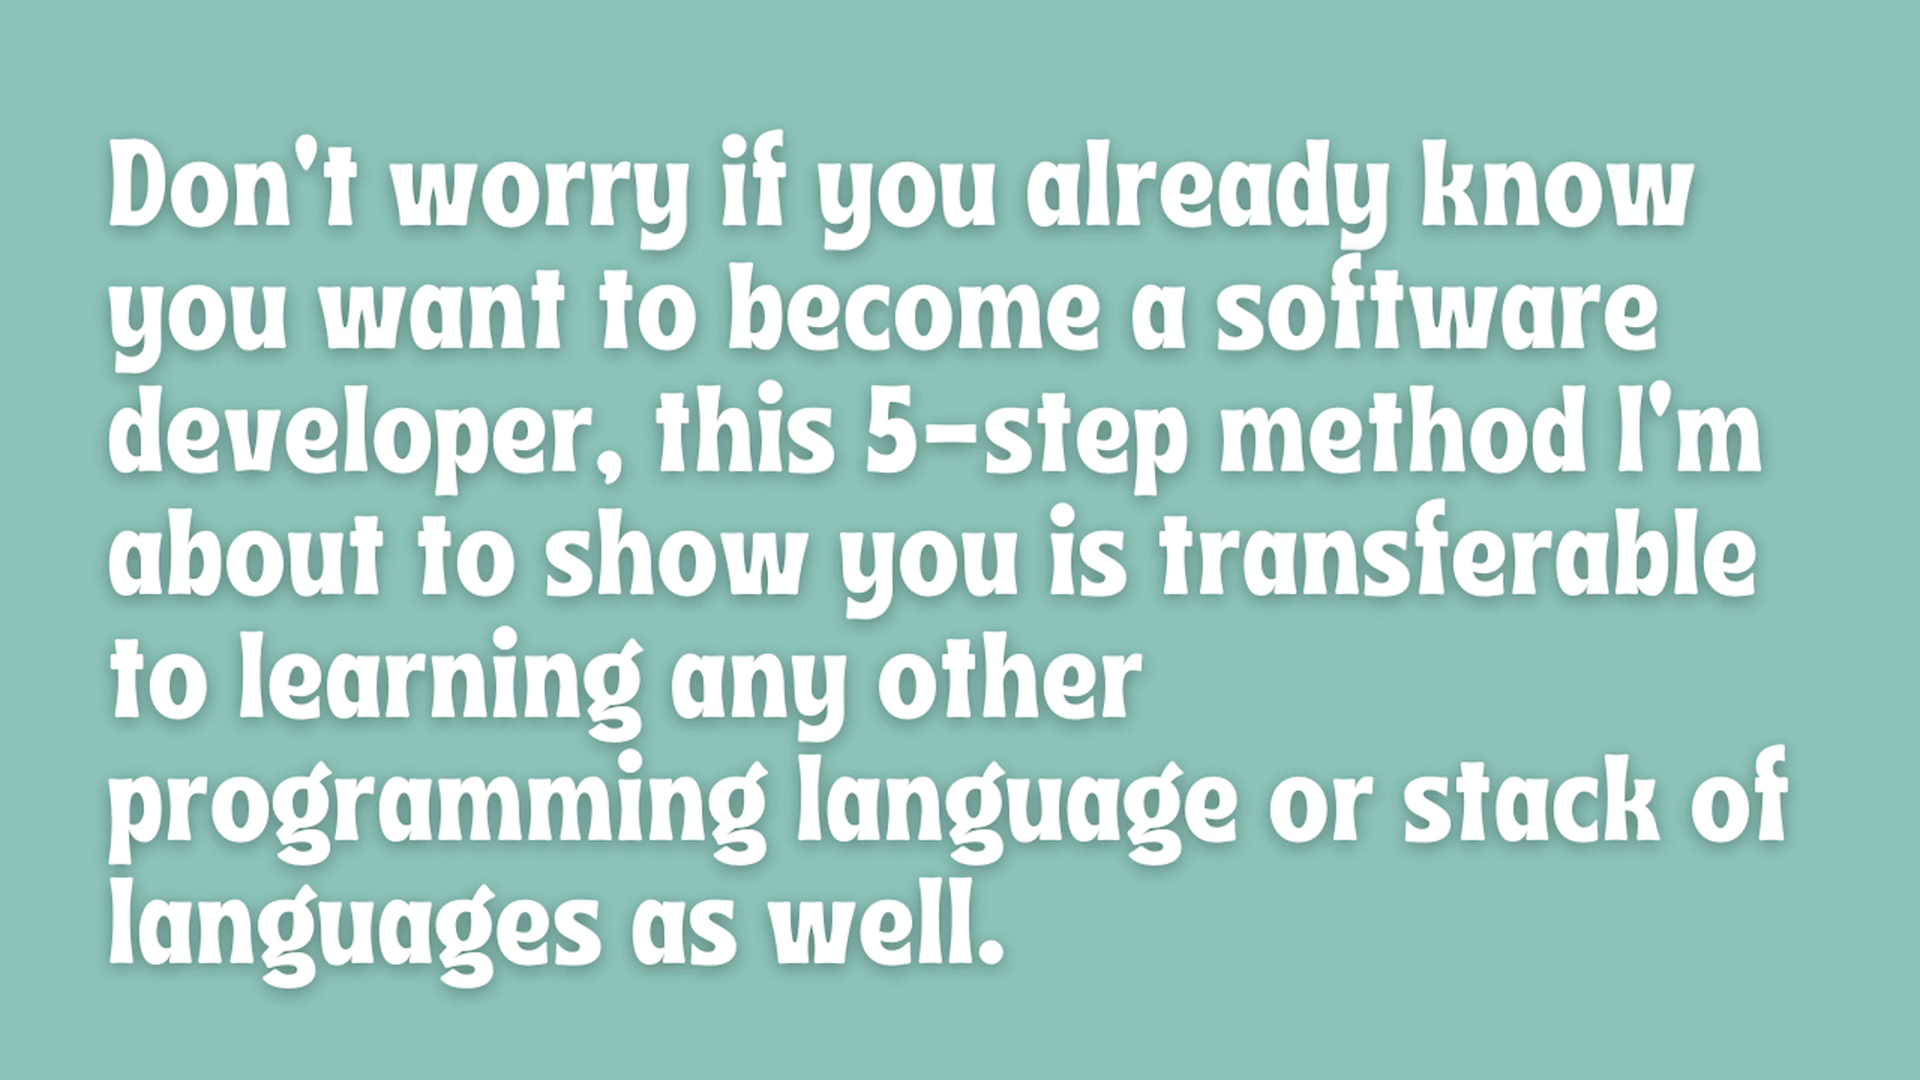 Don't worry if you already know
you want to become a software
developer, this 5-step method I'm
about to show you is transferable
to learning any other
programming language or stack of
languages as well.